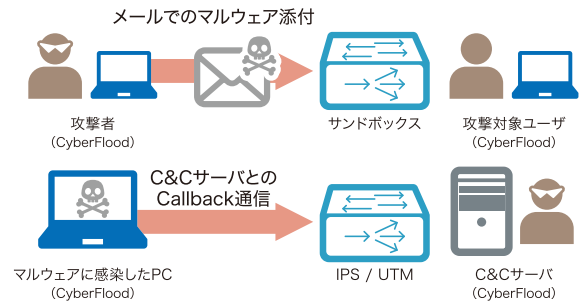 メールでのマルウェア添付
攻撃者
（CyberFlood）
サンドボックス
攻撃対象ユーザ
（CyberFlood）
C&Cサーバとの
Callback通信
マルウェアに感染したPC
（CyberFlood）
IPS / UTM
C&Cサーバ
（CyberFlood）